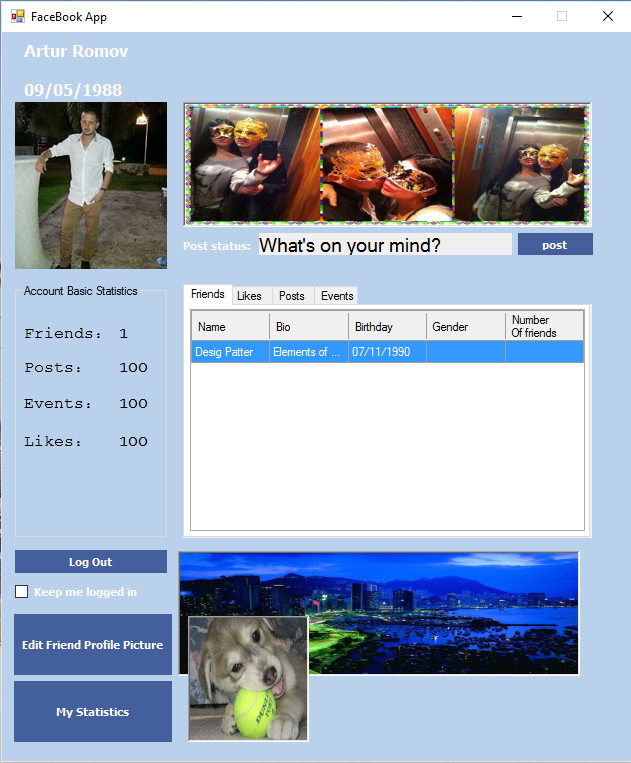 FaceBook App
Artur Romov
09/05/1988
Post status: What's on your mind? post
Account Basic Statistics
Friends: 1
Posts: 100
Events: 100
Likes: 100
Friends Likes Posts Events
Name Bio Birthday Gender Number Of friends
Desig Patter Elements of ... 07/11/1990
Log Out
Keep me logged in
Edit Friend Profile Picture
My Statistics
DUNLOP